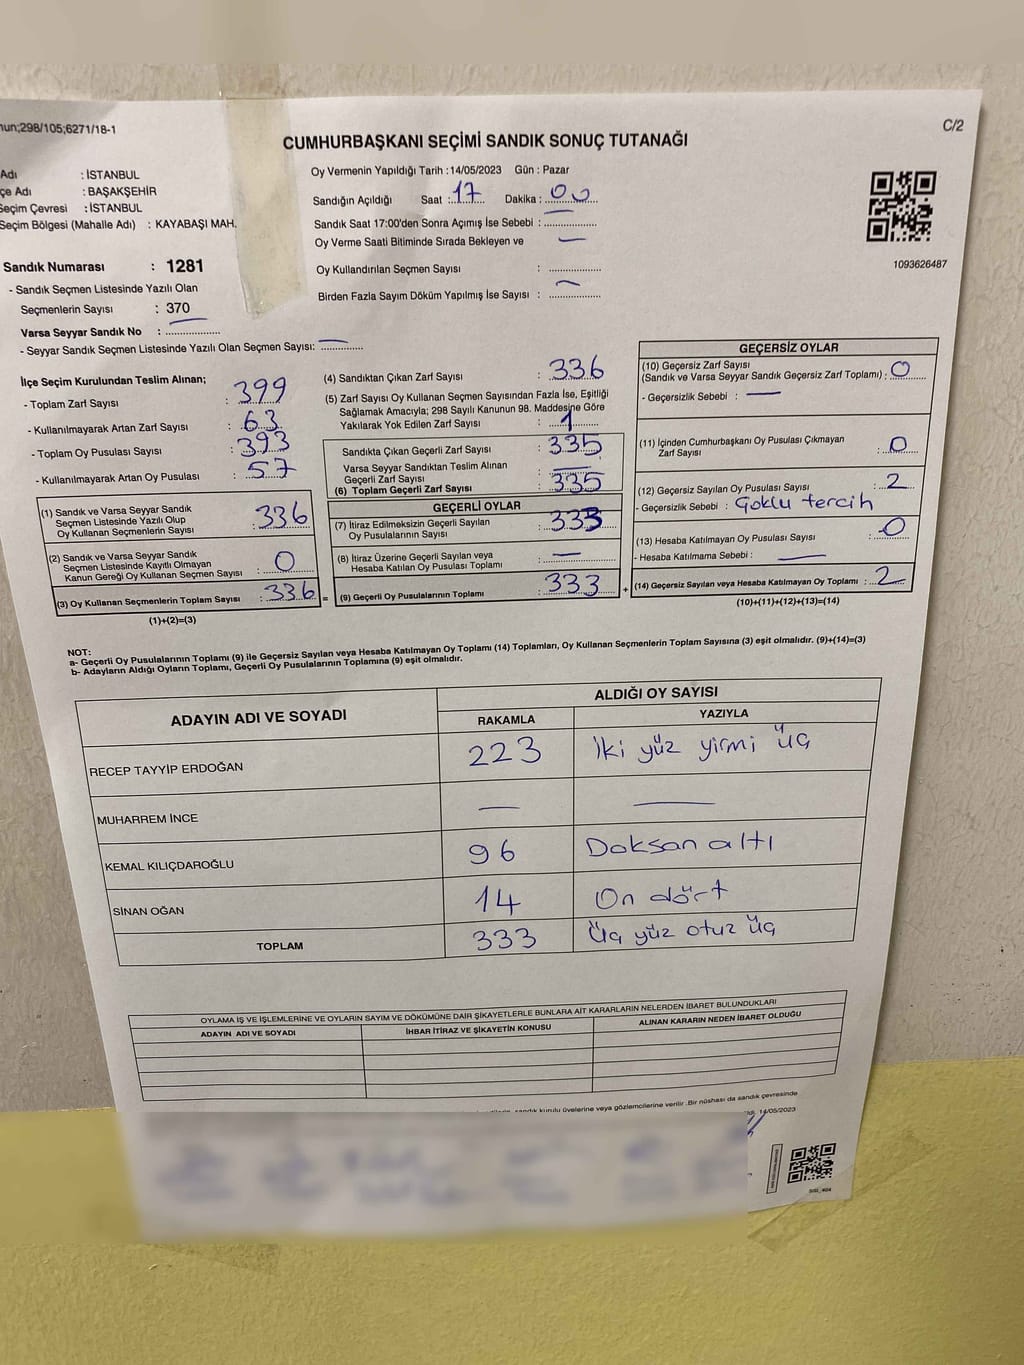 nun;298/105;6271/18-1
C/2
CUMHURBAŞKANI SEÇİMİ SANDIK SONUÇ TUTANAĞI
Adı : İSTANBUL
çe Adı : BAŞAKŞEHİR
Seçim Çevresi : İSTANBUL
Seçim Bölgesi (Mahalle Adı) : KAYABAŞI MAH.
Sandık Numarası : 1281
- Sandık Seçmen Listesinde Yazılı Olan
Seçmenlerin Sayısı : 370
Varsa Seyyar Sandık No :
- Seyyar Sandık Seçmen Listesinde Yazılı Olan Seçmen Sayısı: —
Oy Vermenin Yapıldığı Tarih : 14/05/2023 Gün : Pazar
Sandığın Açıldığı Saat : 17 Dakika : 00
Sandık Saat 17:00'den Sonra Açımış İse Sebebi : —
Oy Verme Saati Bitiminde Sırada Bekleyen ve
Oy Kullandırılan Seçmen Sayısı : —
Birden Fazla Sayım Döküm Yapılmış İse Sayısı : —
1093626487
İlçe Seçim Kurulundan Teslim Alınan;
- Toplam Zarf Sayısı : 399
- Kullanılmayarak Artan Zarf Sayısı : 63
- Toplam Oy Pusulası Sayısı : 393
- Kullanılmayarak Artan Oy Pusulası : 57
(1) Sandık ve Varsa Seyyar Sandık
Seçmen Listesinde Yazılı Olup
Oy Kullanan Seçmenlerin Sayısı : 336
(2) Sandık ve Varsa Seyyar Sandık
Seçmen Listesinde Kayıtlı Olmayan
Kanun Gereği Oy Kullanan Seçmen Sayısı : 0
(3) Oy Kullanan Seçmenlerin Toplam Sayısı : 336 =
(1)+(2)=(3)
(4) Sandıktan Çıkan Zarf Sayısı : 336
(5) Zarf Sayısı Oy Kullanan Seçmen Sayısından Fazla İse, Eşitliği
Sağlamak Amacıyla; 298 Sayılı Kanunun 98. Maddesine Göre
Yakılarak Yok Edilen Zarf Sayısı : 1
Sandıkta Çıkan Geçerli Zarf Sayısı : 335
Varsa Seyyar Sandıktan Teslim Alınan
Geçerli Zarf Sayısı : —
(6) Toplam Geçerli Zarf Sayısı : 335
GEÇERLİ OYLAR
(7) İtiraz Edilmeksizin Geçerli Sayılan
Oy Pusulalarının Sayısı : 333
(8) İtiraz Üzerine Geçerli Sayılan veya
Hesaba Katılan Oy Pusulası Toplamı : —
(9) Geçerli Oy Pusulalarının Toplamı : 333 +
GEÇERSİZ OYLAR
(10) Geçersiz Zarf Sayısı
(Sandık ve Varsa Seyyar Sandık Geçersiz Zarf Toplamı) : 0
- Geçersizlik Sebebi : —
(11) İçinden Cumhurbaşkanı Oy Pusulası Çıkmayan
Zarf Sayısı : 0
(12) Geçersiz Sayılan Oy Pusulası Sayısı : 2
- Geçersizlik Sebebi : Çoklu tercih
(13) Hesaba Katılmayan Oy Pusulası Sayısı : 0
- Hesaba Katılmama Sebebi : —
(14) Geçersiz Sayılan veya Hesaba Katılmayan Oy Toplamı : 2
(10)+(11)+(12)+(13)=(14)
NOT:
a- Geçerli Oy Pusulalarının Toplamı (9) ile Geçersiz Sayılan veya Hesaba Katılmayan Oy Toplamı (14) Toplamları, Oy Kullanan Seçmenlerin Toplam Sayısına (3) eşit olmalıdır. (9)+(14)=(3)
b- Adayların Aldığı Oyların Toplamı, Geçerli Oy Pusulalarının Toplamına (9) eşit olmalıdır.
ADAYIN ADI VE SOYADI ALDIĞI OY SAYISI
RAKAMLA YAZIYLA
RECEP TAYYİP ERDOĞAN 223 İki yüz yirmi üç
MUHARREM İNCE — —
KEMAL KILIÇDAROĞLU 96 Doksan altı
SİNAN OĞAN 14 On dört
TOPLAM 333 Üç yüz otuz üç
OYLAMA İŞ VE İŞLEMLERİNE VE OYLARIN SAYIM VE DÖKÜMÜNE DAİR ŞİKAYETLERLE BUNLARA AİT KARARLARIN NELERDEN İBARET BULUNDUKLARI
ADAYIN ADI VE SOYADI İHBAR İTİRAZ VE ŞİKAYETİN KONUSU ALINAN KARARIN NEDEN İBARET OLDUĞU
sandık kurulu üyelerine veya gözlemcilerine verilir. Bir nüshası da sandık çevresinde
14/05/2023